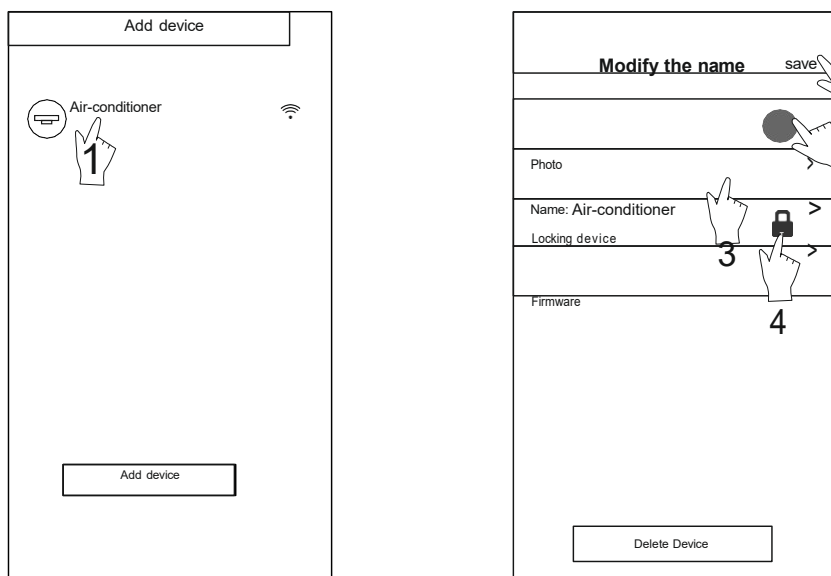 Add device
Air-conditioner
1
Add device
Modify the name save
Photo >
Name: Air-conditioner >
Locking device >
3
Firmware
4
Delete Device